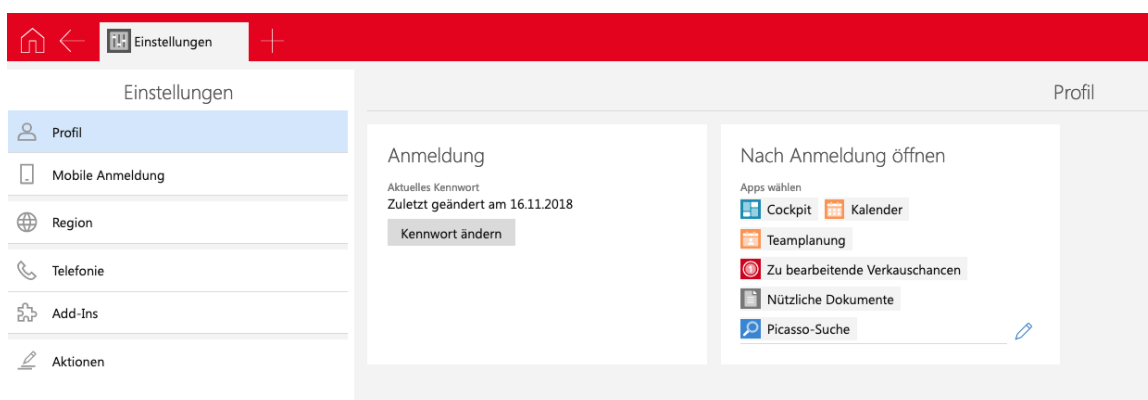 Einstellungen
Einstellungen
Profil
Mobile Anmeldung
Region
Telefonie
Add-Ins
Aktionen
Profil
Anmeldung
Aktuelles Kennwort
Zuletzt geändert am 16.11.2018
Kennwort ändern
Nach Anmeldung öffnen
Apps wählen
Cockpit Kalender
Teamplanung
Zu bearbeitende Verkauschancen
Nützliche Dokumente
Picasso-Suche